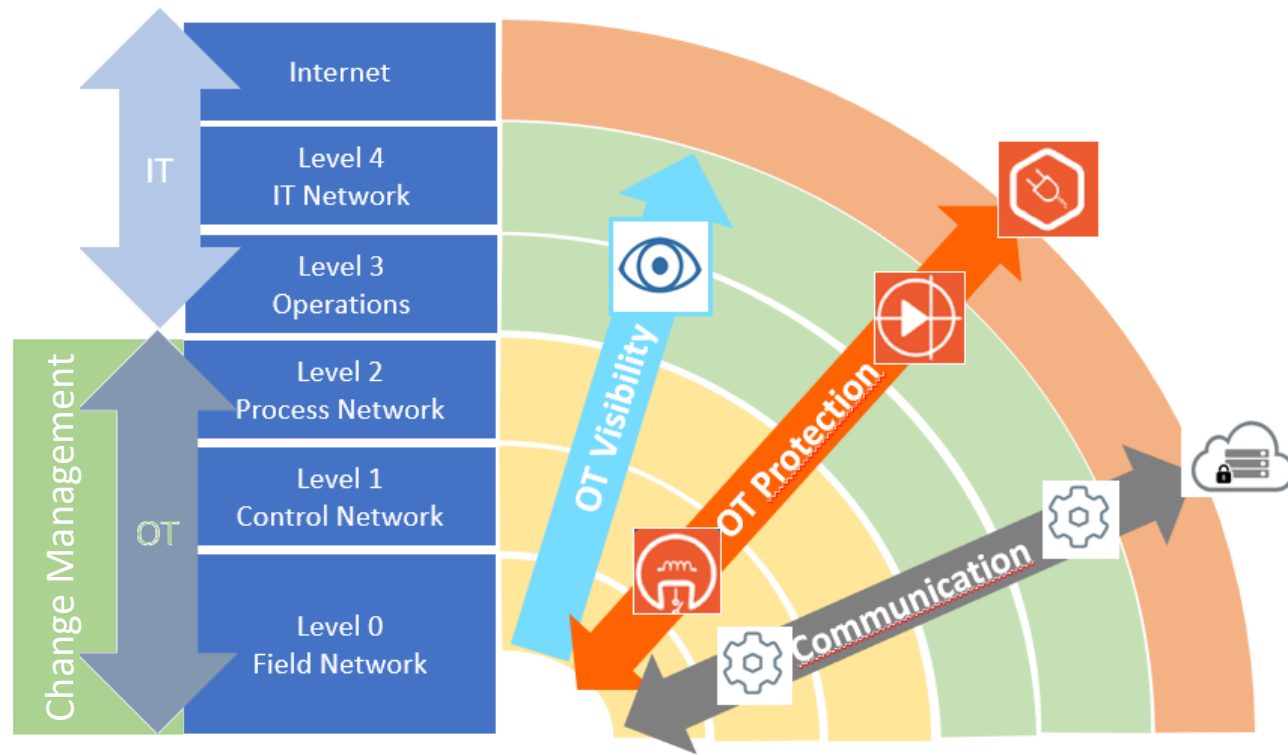 Internet
Level 4
IT Network
Level 3
Operations
Level 2
Process Network
Level 1
Control Network
Level 0
Field Network
IT
OT
Change Management
OT Visibility
OT Protection
Communication